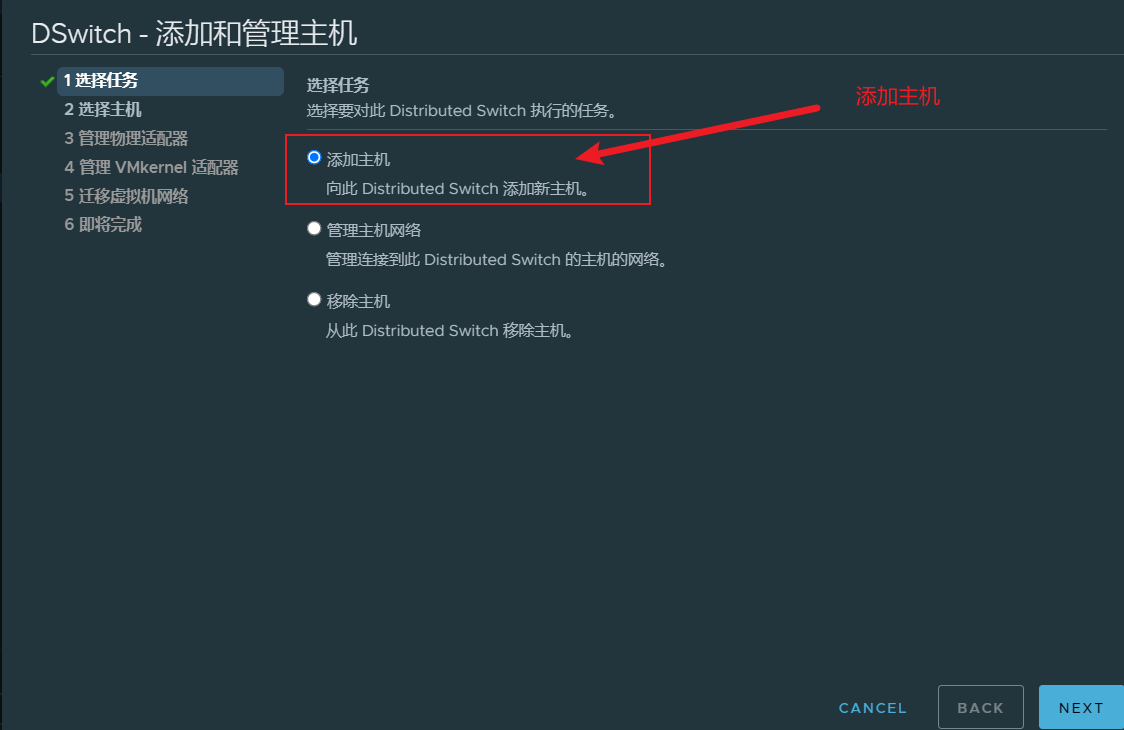 DSwitch - 添加和管理主机
1 选择任务
2 选择主机
3 管理物理适配器
4 管理 VMkernel 适配器
5 迁移虚拟机网络
6 即将完成
选择任务
选择要对此 Distributed Switch 执行的任务。
添加主机
添加主机
向此 Distributed Switch 添加新主机。
管理主机网络
管理连接到此 Distributed Switch 的主机的网络。
移除主机
从此 Distributed Switch 移除主机。
CANCEL
BACK
NEXT